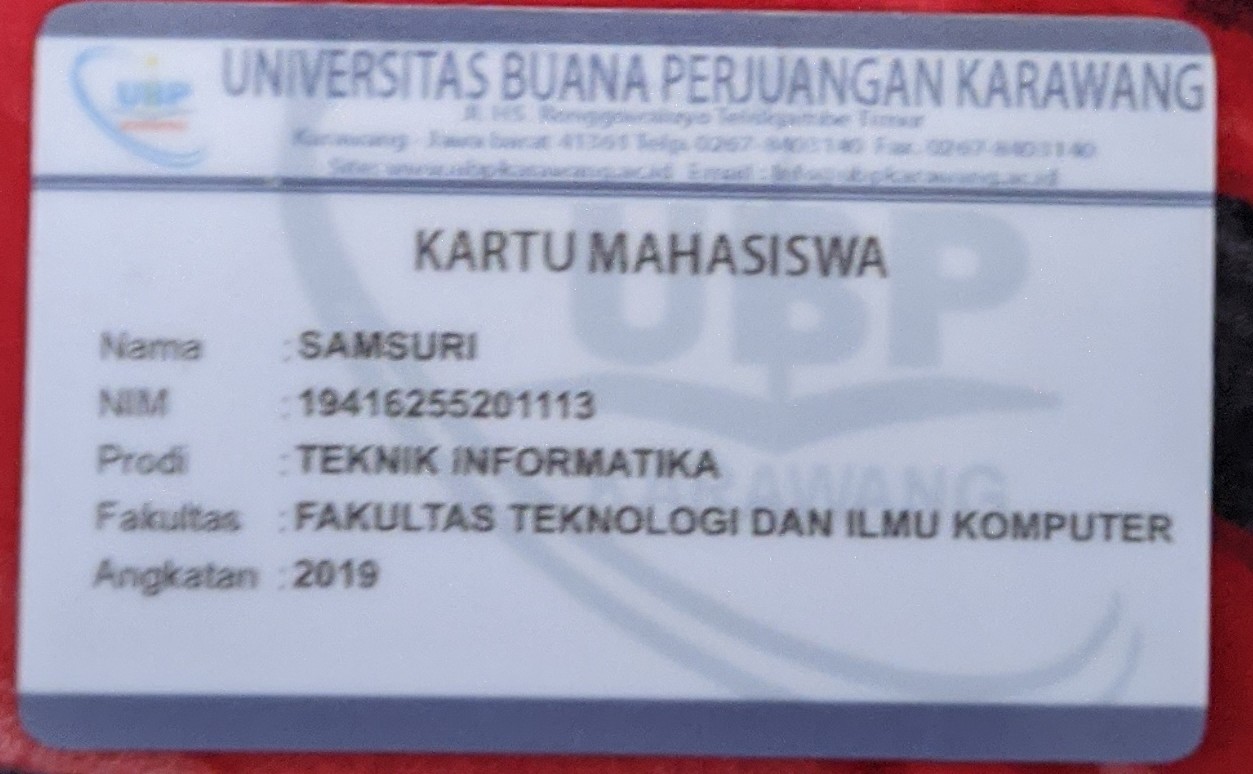 UBP
UNIVERSITAS BUANA PERJUANGAN KARAWANG
Jl. HS. Ronggowaluyo Telukjambe Timur
Karawang - Jawa barat 41361 Telp. 0267-8403140 Fax. 0267-8403140
Site: www.ubpkarawang.ac.id Email : info@ubpkarawang.ac.id
KARTU MAHASISWA
UBP
KARAWANG
Nama : SAMSURI
NIM : 19416255201113
Prodi : TEKNIK INFORMATIKA
Fakultas : FAKULTAS TEKNOLOGI DAN ILMU KOMPUTER
Angkatan : 2019